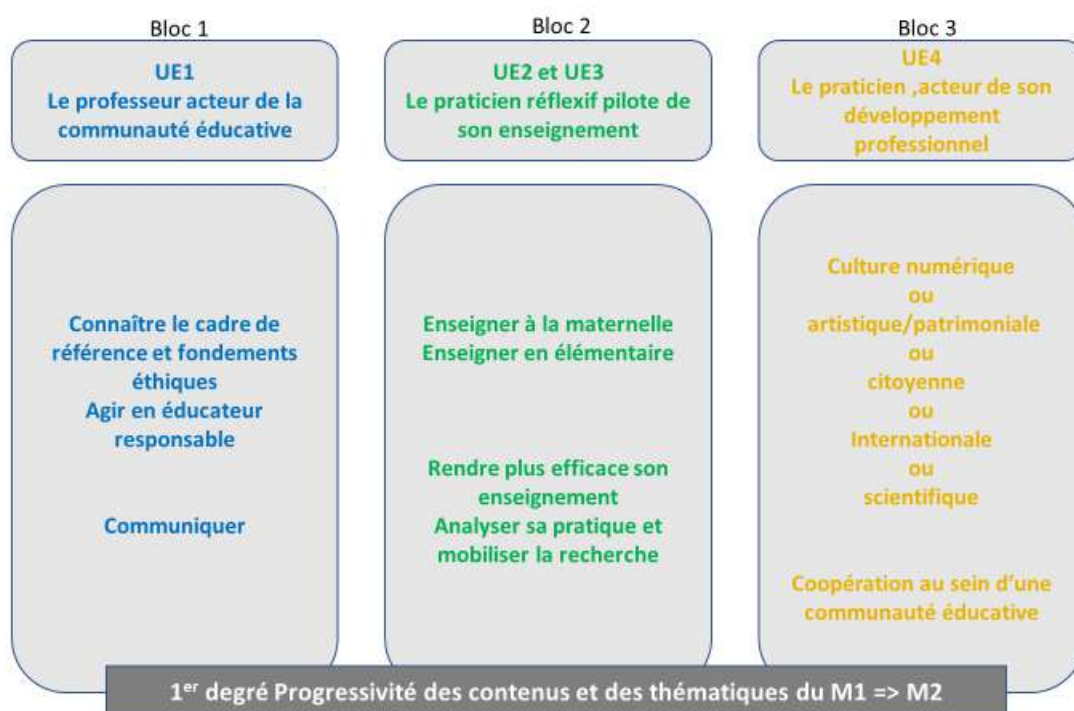 Bloc 1
UE1
Le professeur acteur de la
communauté éducative
Connaître le cadre de
référence et fondements
éthiques
Agir en éducateur
responsable
Communiquer
Bloc 2
UE2 et UE3
Le praticien réflexif pilote de
son enseignement
Enseigner à la maternelle
Enseigner en élémentaire
Rendre plus efficace son
enseignement
Analyser sa pratique et
mobiliser la recherche
Bloc 3
UE4
Le praticien ,acteur de son
développement
professionnel
Culture numérique
ou
artistique/patrimoniale
ou
citoyenne
ou
Internationale
ou
scientifique
Coopération au sein d’une
communauté éducative
1er degré Progressivité des contenus et des thématiques du M1 => M2